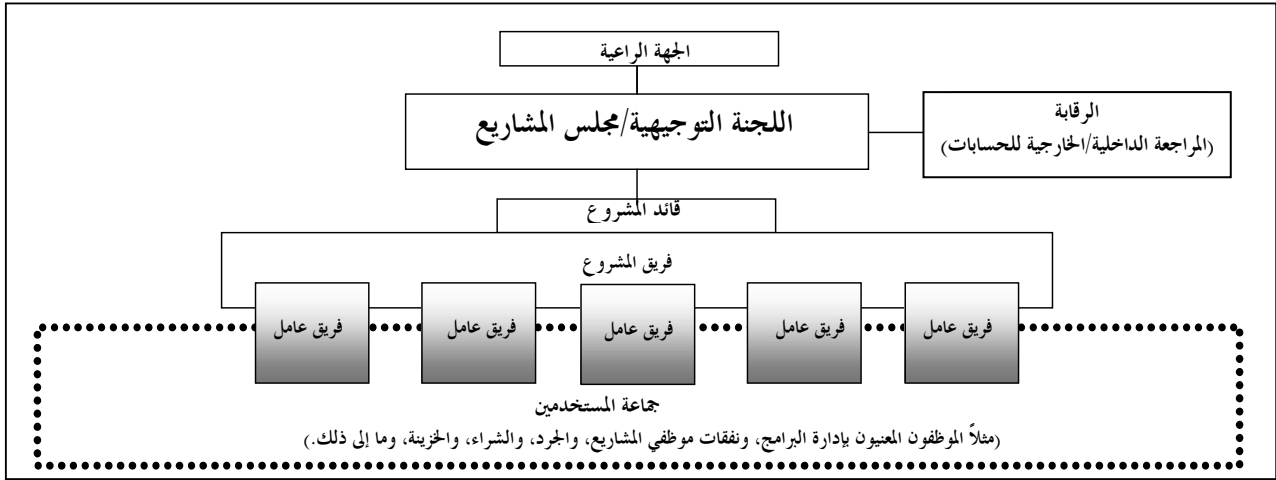 الجهة الراعية
اللجنة التوجيهية/مجلس المشاريع
الرقابة
(المراجعة الداخلية/الخارجية للحسابات)
قائد المشروع
فريق المشروع
فريق عامل
فريق عامل
فريق عامل
فريق عامل
فريق عامل
جماعة المستخدمين
(مثلاً الموظفون المعنيون بإدارة البرامج، ونفقات موظفي المشاريع، والجرد، والشراء، والخزينة، وما إلى ذلك.)